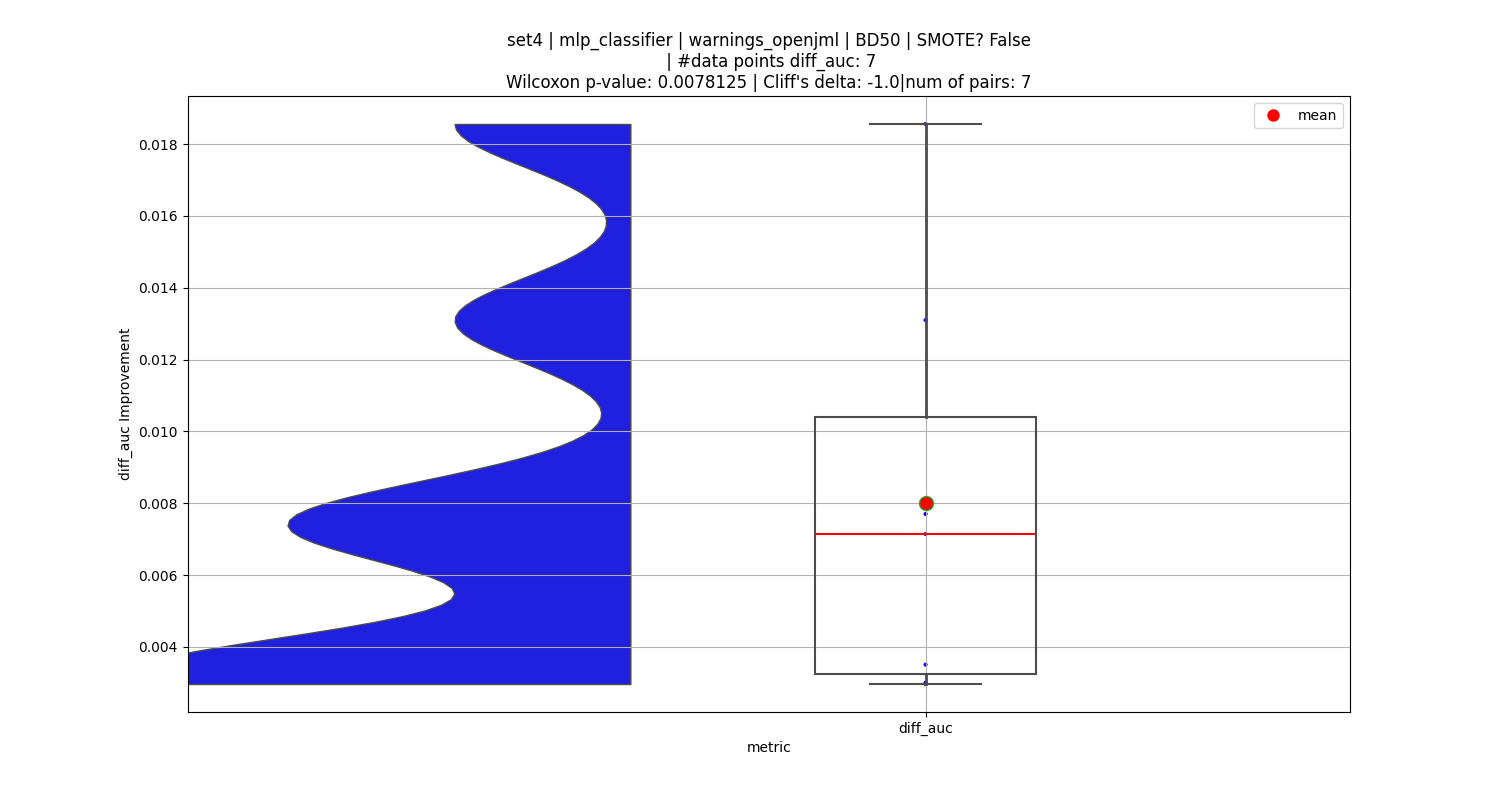 set4 | mlp_classifier | warnings_openjml | BD50 | SMOTE? False
| #data points diff_auc: 7
Wilcoxon p-value: 0.0078125 | Cliff's delta: -1.0|num of pairs: 7
mean
0.018
0.016
0.014
0.012
0.010
0.008
0.006
0.004
diff_auc Improvement
diff_auc
metric